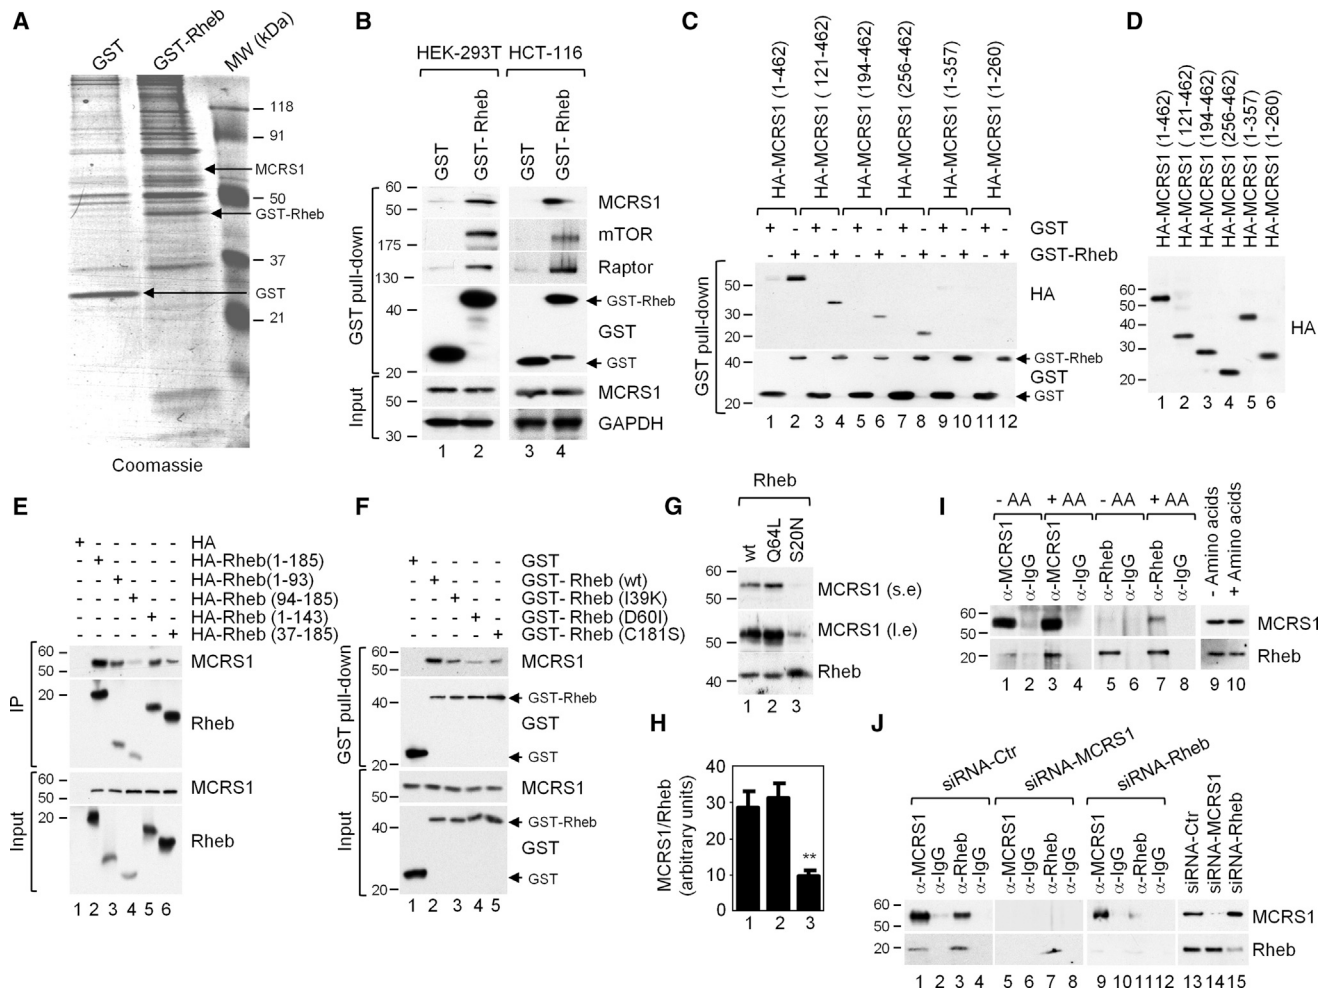 A
GST
GST-Rheb
MW (kDa)
118
91
MCRS1
50
GST-Rheb
37
GST
21
Coomassie
B
HEK-293T HCT-116
GST
GST- Rheb
GST
GST- Rheb
GST pull-down
60
50
MCRS1
175
mTOR
130
Raptor
40
GST-Rheb
GST
GST
20
Input
50
MCRS1
30
GAPDH
1 2 3 4
C
HA-MCRS1 (1-462)
HA-MCRS1 ( 121-462)
HA-MCRS1 (194-462)
HA-MCRS1 (256-462)
HA-MCRS1 (1-357)
HA-MCRS1 (1-260)
+ - + - + - + - + - + - GST
- + - + - + - + - + - + GST-Rheb
GST pull-down
50
30
20
HA
40
GST-Rheb
GST
20
GST
1 2 3 4 5 6 7 8 9 10 11 12
D
HA-MCRS1 (1-462)
HA-MCRS1 ( 121-462)
HA-MCRS1 (194-462)
HA-MCRS1 (256-462)
HA-MCRS1 (1-357)
HA-MCRS1 (1-260)
60
50
40
30
20
HA
1 2 3 4 5 6
E
+ - - - - - HA
- + - - - - HA-Rheb(1-185)
- - + - - - HA-Rheb(1-93)
- - - + - - HA-Rheb (94-185)
- - - - + - HA-Rheb (1-143)
- - - - - + HA-Rheb (37-185)
IP
60
50
MCRS1
20
Rheb
Input
60
50
MCRS1
20
Rheb
1 2 3 4 5 6
F
+ - - - - GST
- + - - - GST- Rheb (wt)
- - + - - GST- Rheb (I39K)
- - - + - GST- Rheb (D60I)
- - - - + GST- Rheb (C181S)
GST pull-down
60
50
MCRS1
40
GST-Rheb
GST
GST
20
Input
60
50
MCRS1
40
GST-Rheb
GST
GST
20
1 2 3 4 5
G
Rheb
wt
Q64L
S20N
60
50
MCRS1 (s.e)
60
50
MCRS1 (l.e)
40
Rheb
1 2 3
H
MCRS1/Rheb
(arbitrary units)
40
30
20
10
0
**
1 2 3
I
- AA + AA - AA + AA
α-MCRS1
α-IgG
α-MCRS1
α-IgG
α-Rheb
α-IgG
α-Rheb
α-IgG
- Amino acids
+ Amino acids
60
50
MCRS1
20
Rheb
1 2 3 4 5 6 7 8 9 10
J
siRNA-Ctr
siRNA-MCRS1
siRNA-Rheb
α-MCRS1
α-IgG
α-Rheb
α-IgG
α-MCRS1
α-IgG
α-Rheb
α-IgG
α-MCRS1
α-IgG
α-Rheb
α-IgG
siRNA-Ctr
siRNA-MCRS1
siRNA-Rheb
60
50
MCRS1
20
Rheb
1 2 3 4 5 6 7 8 9 10 11 12 13 14 15